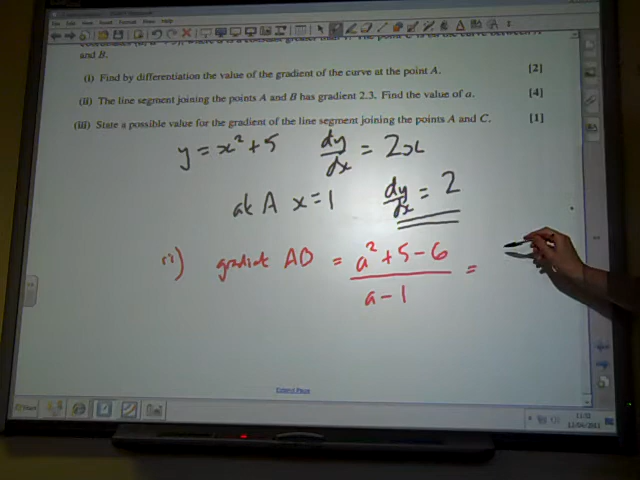 and B.
(i) Find by differentiation the value of the gradient of the curve at the point A. [2]
(ii) The line segment joining the points A and B has gradient 2.3. Find the value of a. [4]
(iii) State a possible value for the gradient of the line segment joining the points A and C. [1]
y = x² + 5 dy/dx = 2x
at A x = 1 dy/dx = 2
ii) gradient AB = (a² + 5 - 6)/(a - 1) =
Extend Page